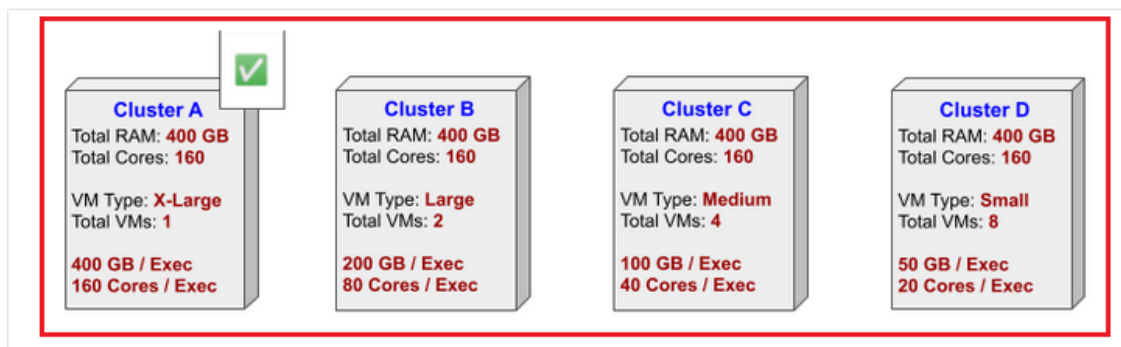 Cluster A
Total RAM: 400 GB
Total Cores: 160
VM Type: X-Large
Total VMs: 1
400 GB / Exec
160 Cores / Exec
Cluster B
Total RAM: 400 GB
Total Cores: 160
VM Type: Large
Total VMs: 2
200 GB / Exec
80 Cores / Exec
Cluster C
Total RAM: 400 GB
Total Cores: 160
VM Type: Medium
Total VMs: 4
100 GB / Exec
40 Cores / Exec
Cluster D
Total RAM: 400 GB
Total Cores: 160
VM Type: Small
Total VMs: 8
50 GB / Exec
20 Cores / Exec